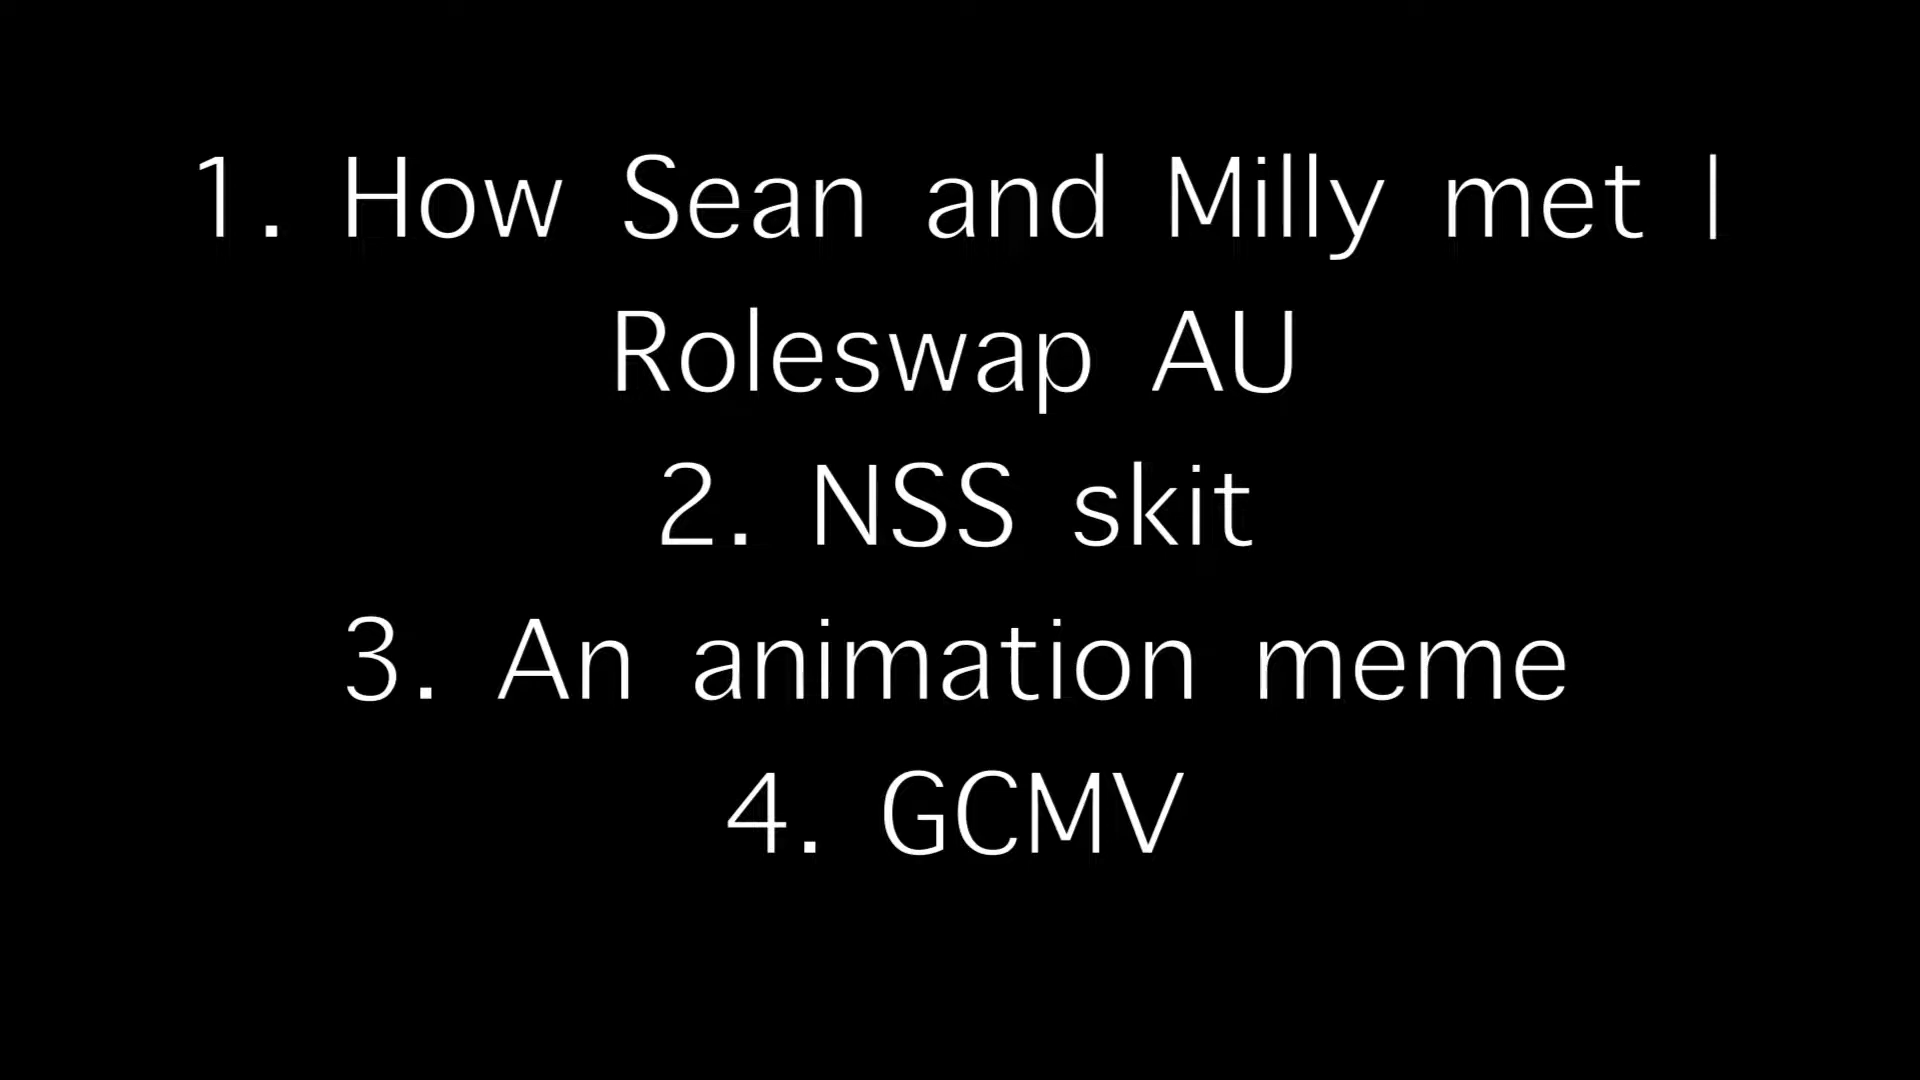 1. How Sean and Milly met |
Roleswap AU
2. NSS skit
3. An animation meme
4. GCMV